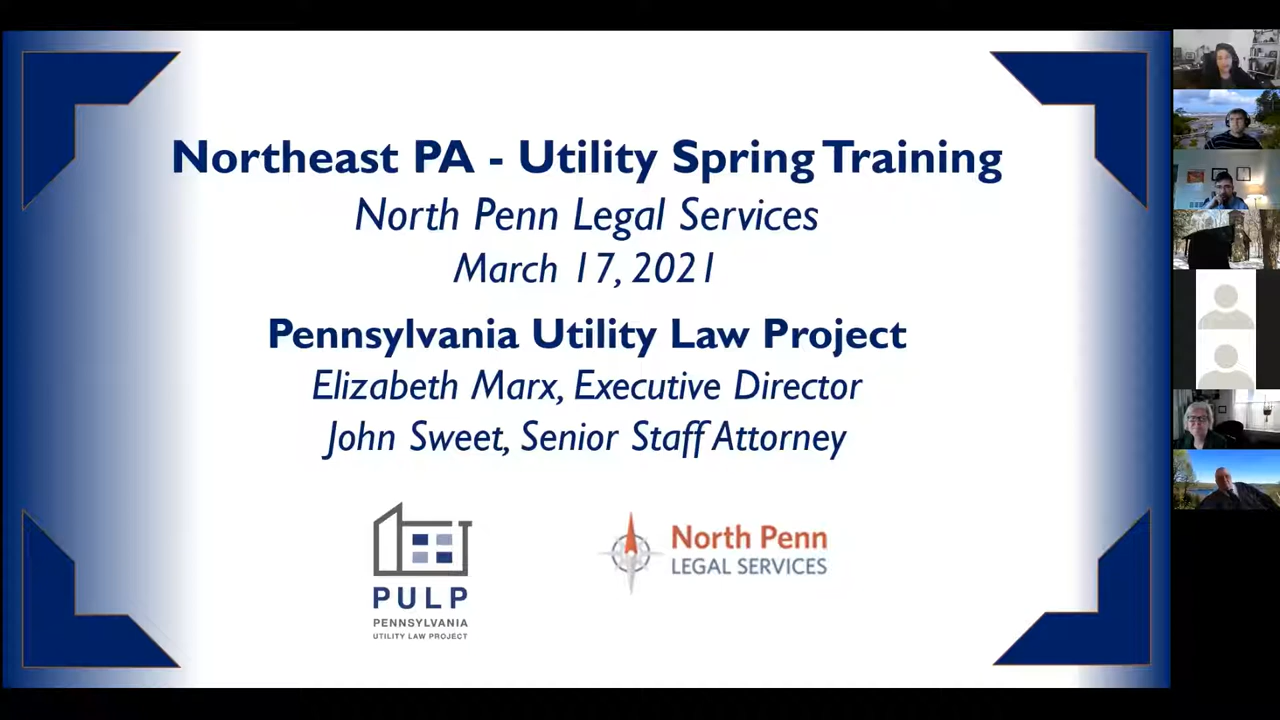 Northeast PA - Utility Spring Training
North Penn Legal Services
March 17, 2021
Pennsylvania Utility Law Project
Elizabeth Marx, Executive Director
John Sweet, Senior Staff Attorney
PULP
PENNSYLVANIA
UTILITY LAW PROJECT
North Penn
LEGAL SERVICES